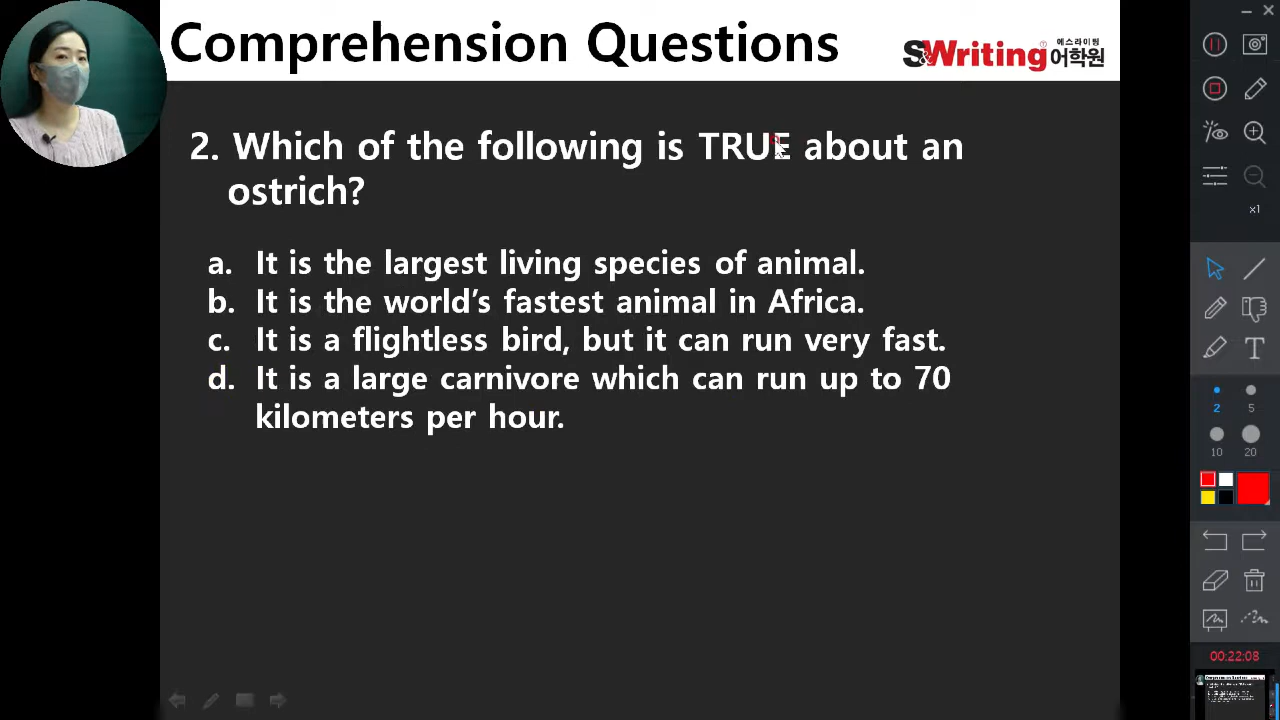 Comprehension Questions
S&Writing 에스라이팅 어학원
2. Which of the following is TRUE about an
ostrich?
a. It is the largest living species of animal.
b. It is the world's fastest animal in Africa.
c. It is a flightless bird, but it can run very fast.
d. It is a large carnivore which can run up to 70
kilometers per hour.
x1
T
2 5
10 20
00:22:08
Comprehension Questions